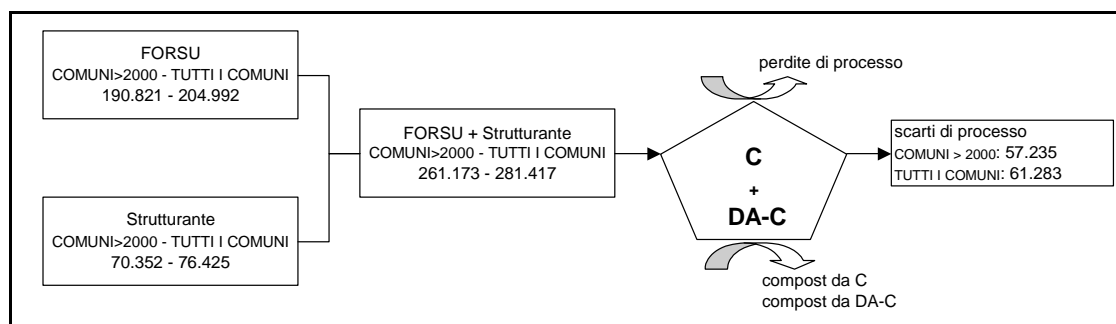 FORSU
COMUNI>2000 - TUTTI I COMUNI
190.821 - 204.992
Strutturante
COMUNI>2000 - TUTTI I COMUNI
70.352 - 76.425
FORSU + Strutturante
COMUNI>2000 - TUTTI I COMUNI
261.173 - 281.417
perdite di processo
C
+
DA-C
compost da C
compost da DA-C
scarti di processo
COMUNI > 2000: 57.235
TUTTI I COMUNI: 61.283